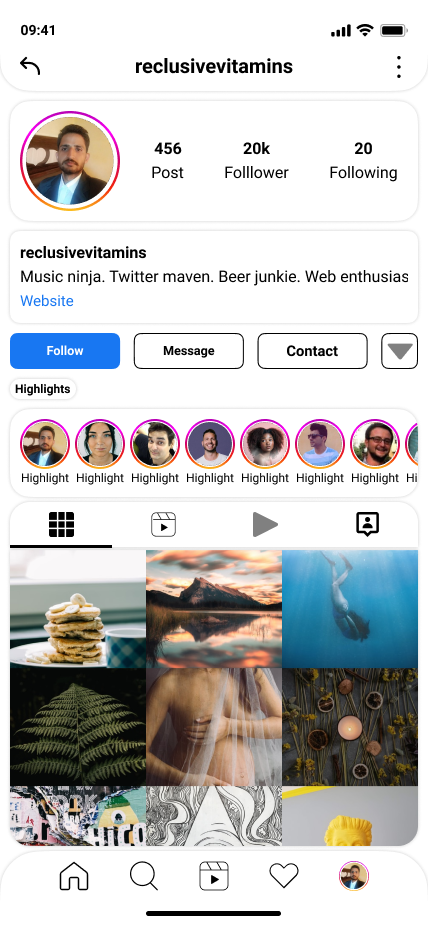 09:41
reclusivevitamins
456 20k 20
Post Folllower Following
reclusivevitamins
Music ninja. Twitter maven. Beer junkie. Web enthusias
Website
Follow Message Contact
Highlights
Highlight Highlight Highlight Highlight Highlight Highlight Highlight Hi